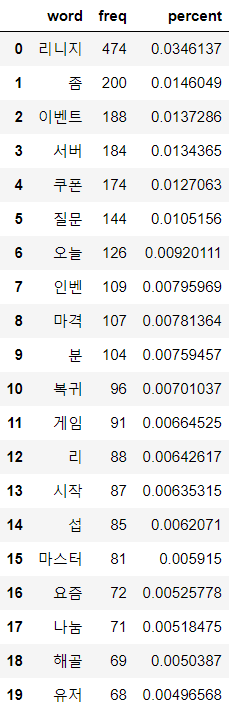 word freq percent
0 리니지 474 0.0346137
1 좀 200 0.0146049
2 이벤트 188 0.0137286
3 서버 184 0.0134365
4 쿠폰 174 0.0127063
5 질문 144 0.0105156
6 오늘 126 0.00920111
7 인벤 109 0.00795969
8 마격 107 0.00781364
9 분 104 0.00759457
10 복귀 96 0.00701037
11 게임 91 0.00664525
12 리 88 0.00642617
13 시작 87 0.00635315
14 섭 85 0.0062071
15 마스터 81 0.005915
16 요즘 72 0.00525778
17 나눔 71 0.00518475
18 해골 69 0.0050387
19 유저 68 0.00496568